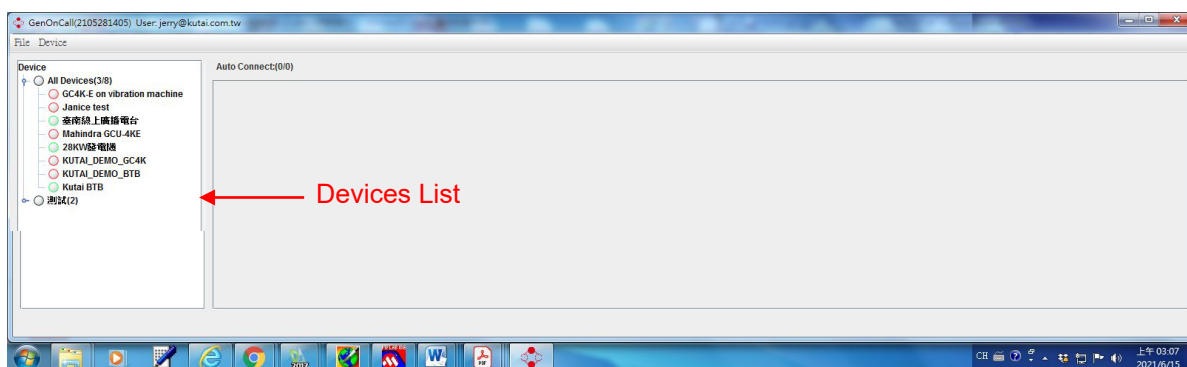 GenOnCall(2105281405) User: jerry@kutai.com.tw
File Device
Device
Auto Connect:(0/0)
All Devices(3/8)
GC4K-E on vibration machine
Janice test
臺南線上廣播電台
Mahindra GCU-4KE
28KW發電機
KUTAI_DEMO_GC4K
KUTAI_DEMO_BTB
Kutai BTB
測試(2)
Devices List
CH
上午 03:07
2021/6/15